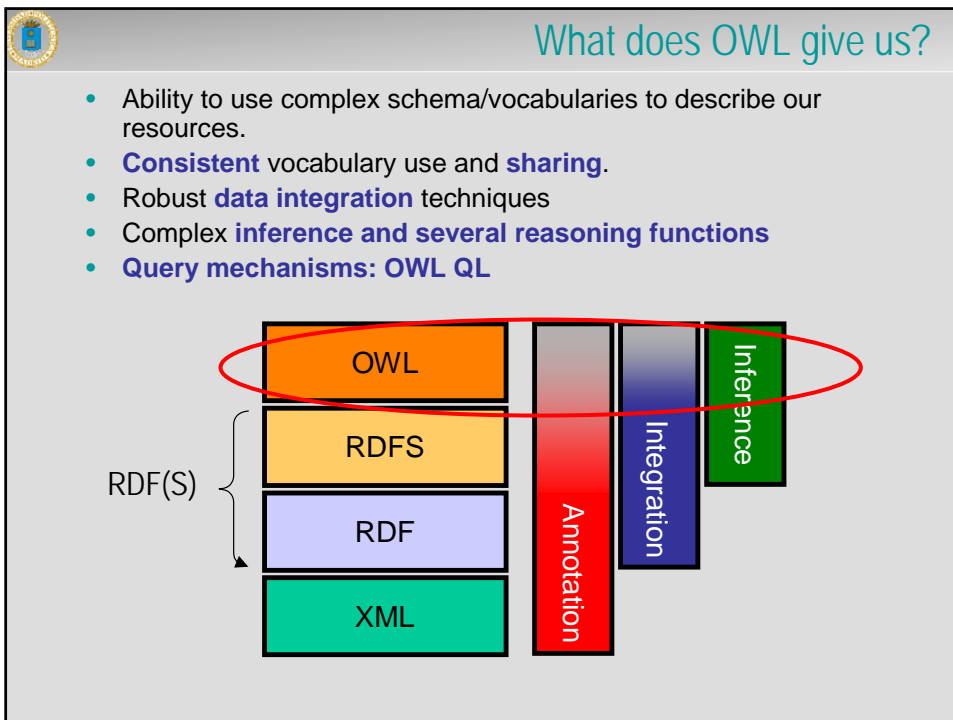 What does OWL give us?
• Ability to use complex schema/vocabularies to describe our
resources.
• Consistent vocabulary use and sharing.
• Robust data integration techniques
• Complex inference and several reasoning functions
• Query mechanisms: OWL QL
OWL
RDFS
RDF(S)
RDF
XML
Annotation
Integration
Inference